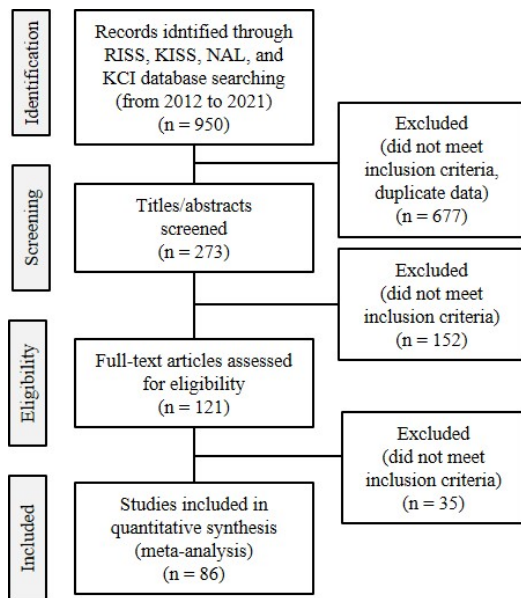 Identification
Records idntified through
RISS, KISS, NAL, and
KCI database searching
(from 2012 to 2021)
(n = 950)
Excluded
(did not meet
inclusion criteria,
duplicate data)
(n = 677)
Screening
Titles/abstracts
screened
(n = 273)
Excluded
(did not meet
inclusion criteria)
(n = 152)
Eligibility
Full-text articles assessed
for eligibility
(n = 121)
Excluded
(did not meet
inclusion criteria)
(n = 35)
Included
Studies included in
quantitative synthesis
(meta-analysis)
(n = 86)